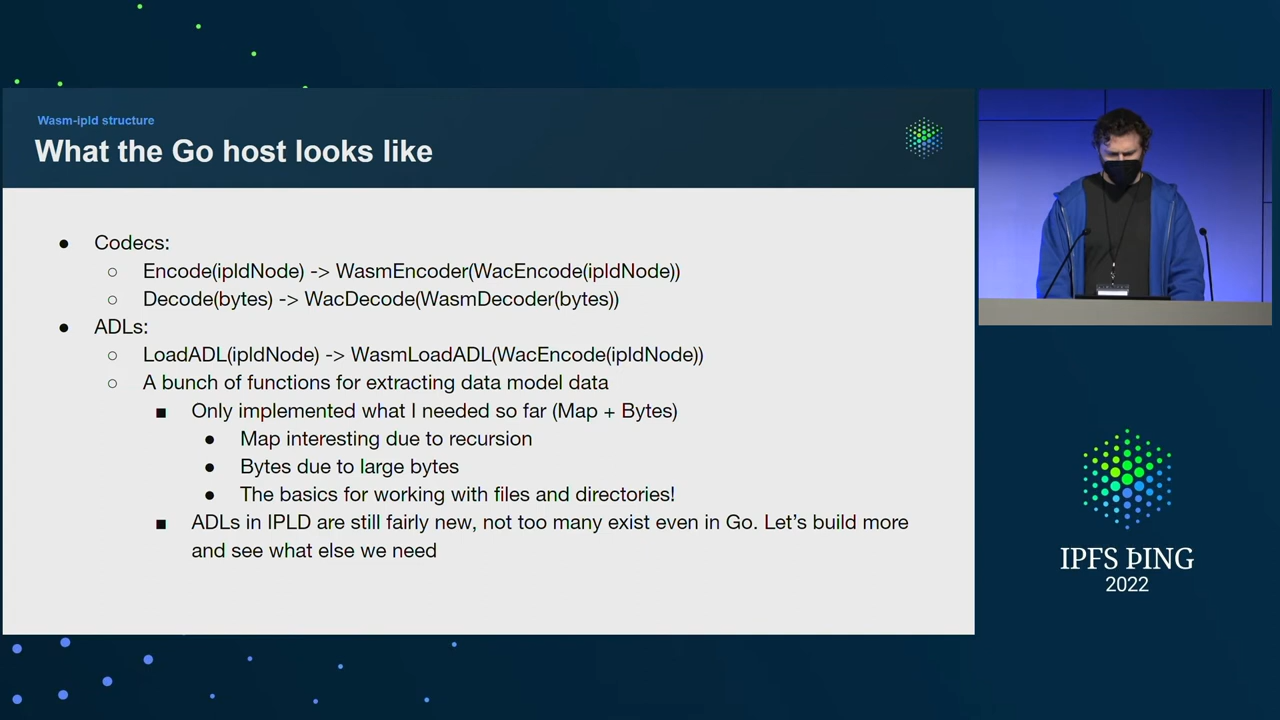 Wasm-ipld structure
What the Go host looks like
● Codecs:
○ Encode(ipldNode) -> WasmEncoder(WacEncode(ipldNode))
○ Decode(bytes) -> WacDecode(WasmDecoder(bytes))
● ADLs:
○ LoadADL(ipldNode) -> WasmLoadADL(WacEncode(ipldNode))
○ A bunch of functions for extracting data model data
■ Only implemented what I needed so far (Map + Bytes)
● Map interesting due to recursion
● Bytes due to large bytes
● The basics for working with files and directories!
■ ADLs in IPLD are still fairly new, not too many exist even in Go. Let's build more
and see what else we need
IPFS ÞING
2022